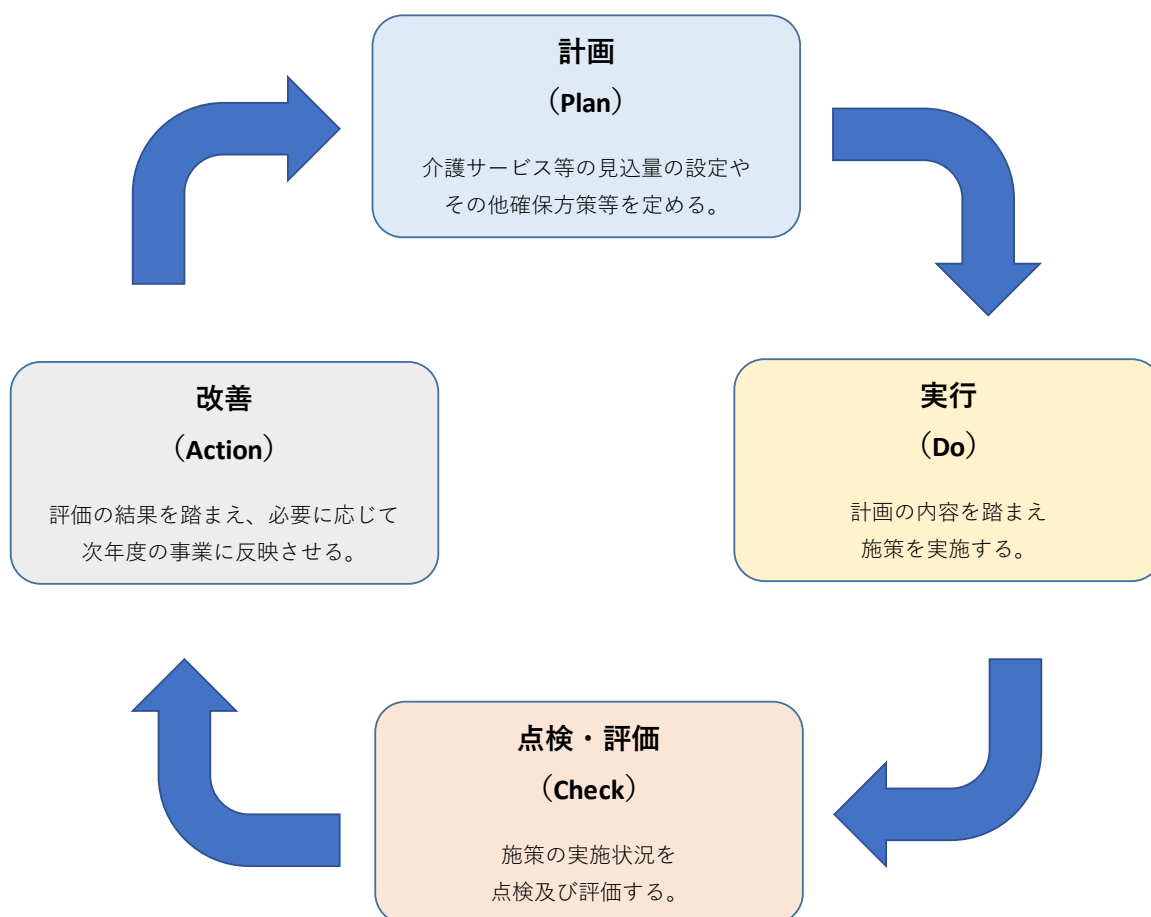 計画
（Plan）
介護サービス等の見込量の設定や
その他確保方策等を定める。
改善
（Action）
評価の結果を踏まえ、必要に応じて
次年度の事業に反映させる。
実行
（Do）
計画の内容を踏まえ
施策を実施する。
点検・評価
（Check）
施策の実施状況を
点検及び評価する。